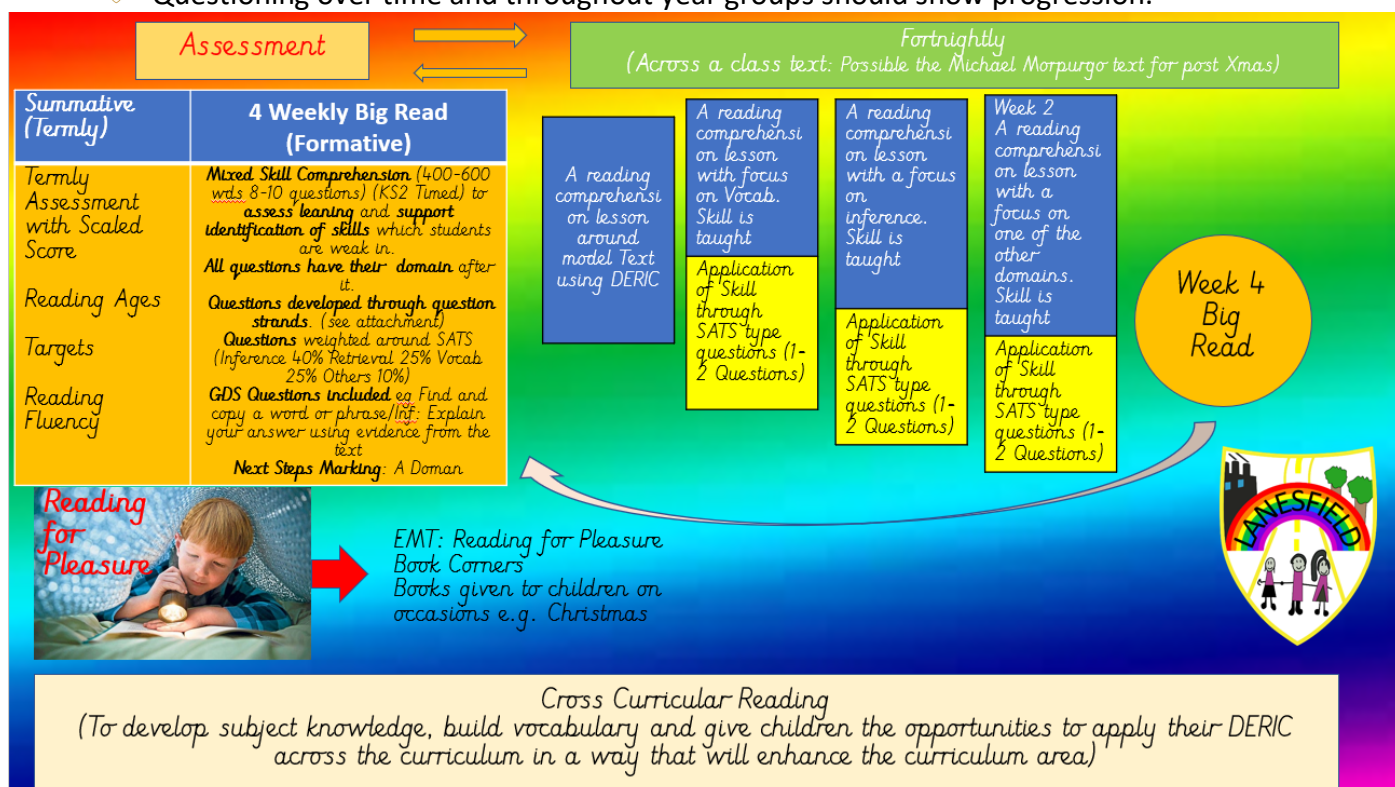 Questioning over time and throughout year groups should show progression.
Assessment
Fortnightly
(Across a class text: Possible the Michael Morpurgo text for post Xmas)
Summative
(Termly)
4 Weekly Big Read
(Formative)
Termly
Assessment
with Scaled
Score
Reading Ages
Targets
Reading
Fluency
Mixed Skill Comprehension (400-600
wds 8-10 questions) (KS2 Timed) to
assess leaning and support
identification of skills which students
are weak in.
All questions have their domain after
it.
Questions developed through question
strands. (see attachment)
Questions weighted around SATS
(Inference 40% Retrieval 25% Vocab
25% Others 10%)
GDS Questions included eg Find and
copy a word or phrase/Inf: Explain
your answer using evidence from the
text
Next Steps Marking: A Doman
A reading
comprehensi
on lesson
around
model Text
using DERIC
A reading
comprehensi
on lesson
with focus
on Vocab.
Skill is
taught
Application
of Skill
through
SATS type
questions (1-
2 Questions)
A reading
comprehensi
on lesson
with a focus
on
inference.
Skill is
taught
Application
of Skill
through
SATS type
questions (1-
2 Questions)
Week 2
A reading
comprehensi
on lesson
with a
focus on
one of the
other
domains.
Skill is
taught
Application
of Skill
through
SATS type
questions (1-
2 Questions)
Week 4
Big
Read
LANESFIELD
Reading
for
Pleasure
EMT: Reading for Pleasure
Book Corners
Books given to children on
occasions e.g. Christmas
Cross Curricular Reading
(To develop subject knowledge, build vocabulary and give children the opportunities to apply their DERIC
across the curriculum in a way that will enhance the curriculum area)